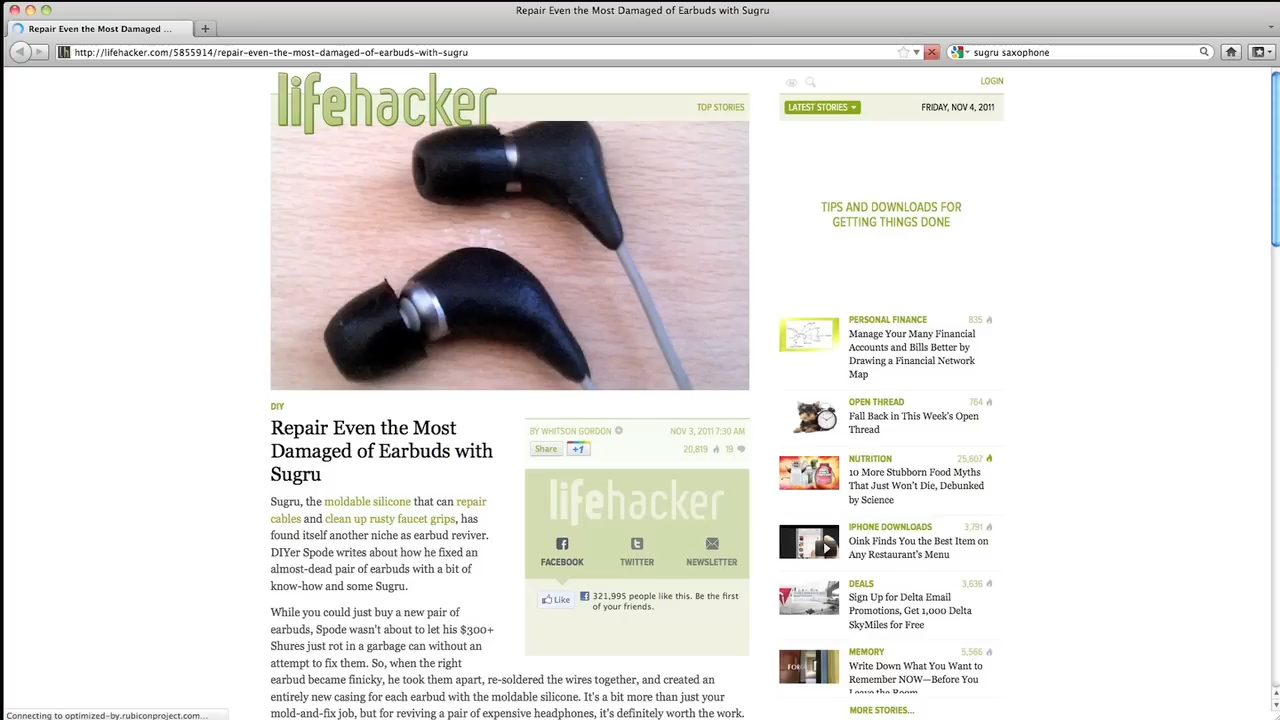 Repair Even the Most Damaged of Earbuds with Sugru
Repair Even the Most Damaged ...
http://lifehacker.com/5855914/repair-even-the-most-damaged-of-earbuds-with-sugru
sugru saxophone
lifehacker
TOP STORIES
LOGIN
LATEST STORIES
FRIDAY, NOV 4, 2011
TIPS AND DOWNLOADS FOR
GETTING THINGS DONE
DIY
Repair Even the Most
Damaged of Earbuds with
Sugru
Sugru, the moldable silicone that can repair
cables and clean up rusty faucet grips, has
found itself another niche as earbud reviver.
DIYer Spode writes about how he fixed an
almost-dead pair of earbuds with a bit of
know-how and some Sugru.
While you could just buy a new pair of
earbuds, Spode wasn't about to let his $300+
Shures just rot in a garbage can without an
attempt to fix them. So, when the right
earbud became finicky, he took them apart, re-soldered the wires together, and created an
entirely new casing for each earbud with the moldable silicone. It's a bit more than just your
mold-and-fix job, but for reviving a pair of expensive headphones, it's definitely worth the work.
BY WHITSON GORDON
NOV 3, 2011 7:30 AM
Share
+1
20,819
19
lifehacker
FACEBOOK
TWITTER
NEWSLETTER
Like
321,995 people like this. Be the first
of your friends.
PERSONAL FINANCE
835
Manage Your Many Financial
Accounts and Bills Better by
Drawing a Financial Network
Map
OPEN THREAD
764
Fall Back in This Week's Open
Thread
NUTRITION
25,607
10 More Stubborn Food Myths
That Just Won't Die, Debunked
by Science
IPHONE DOWNLOADS
3,791
Oink Finds You the Best Item on
Any Restaurant's Menu
DEALS
3,636
Sign Up for Delta Email
Promotions, Get 1,000 Delta
SkyMiles for Free
MEMORY
5,566
Write Down What You Want to
Remember NOW—Before You
Leave the Room
MORE STORIES...
Connecting to optimized-by.rubiconproject.com...